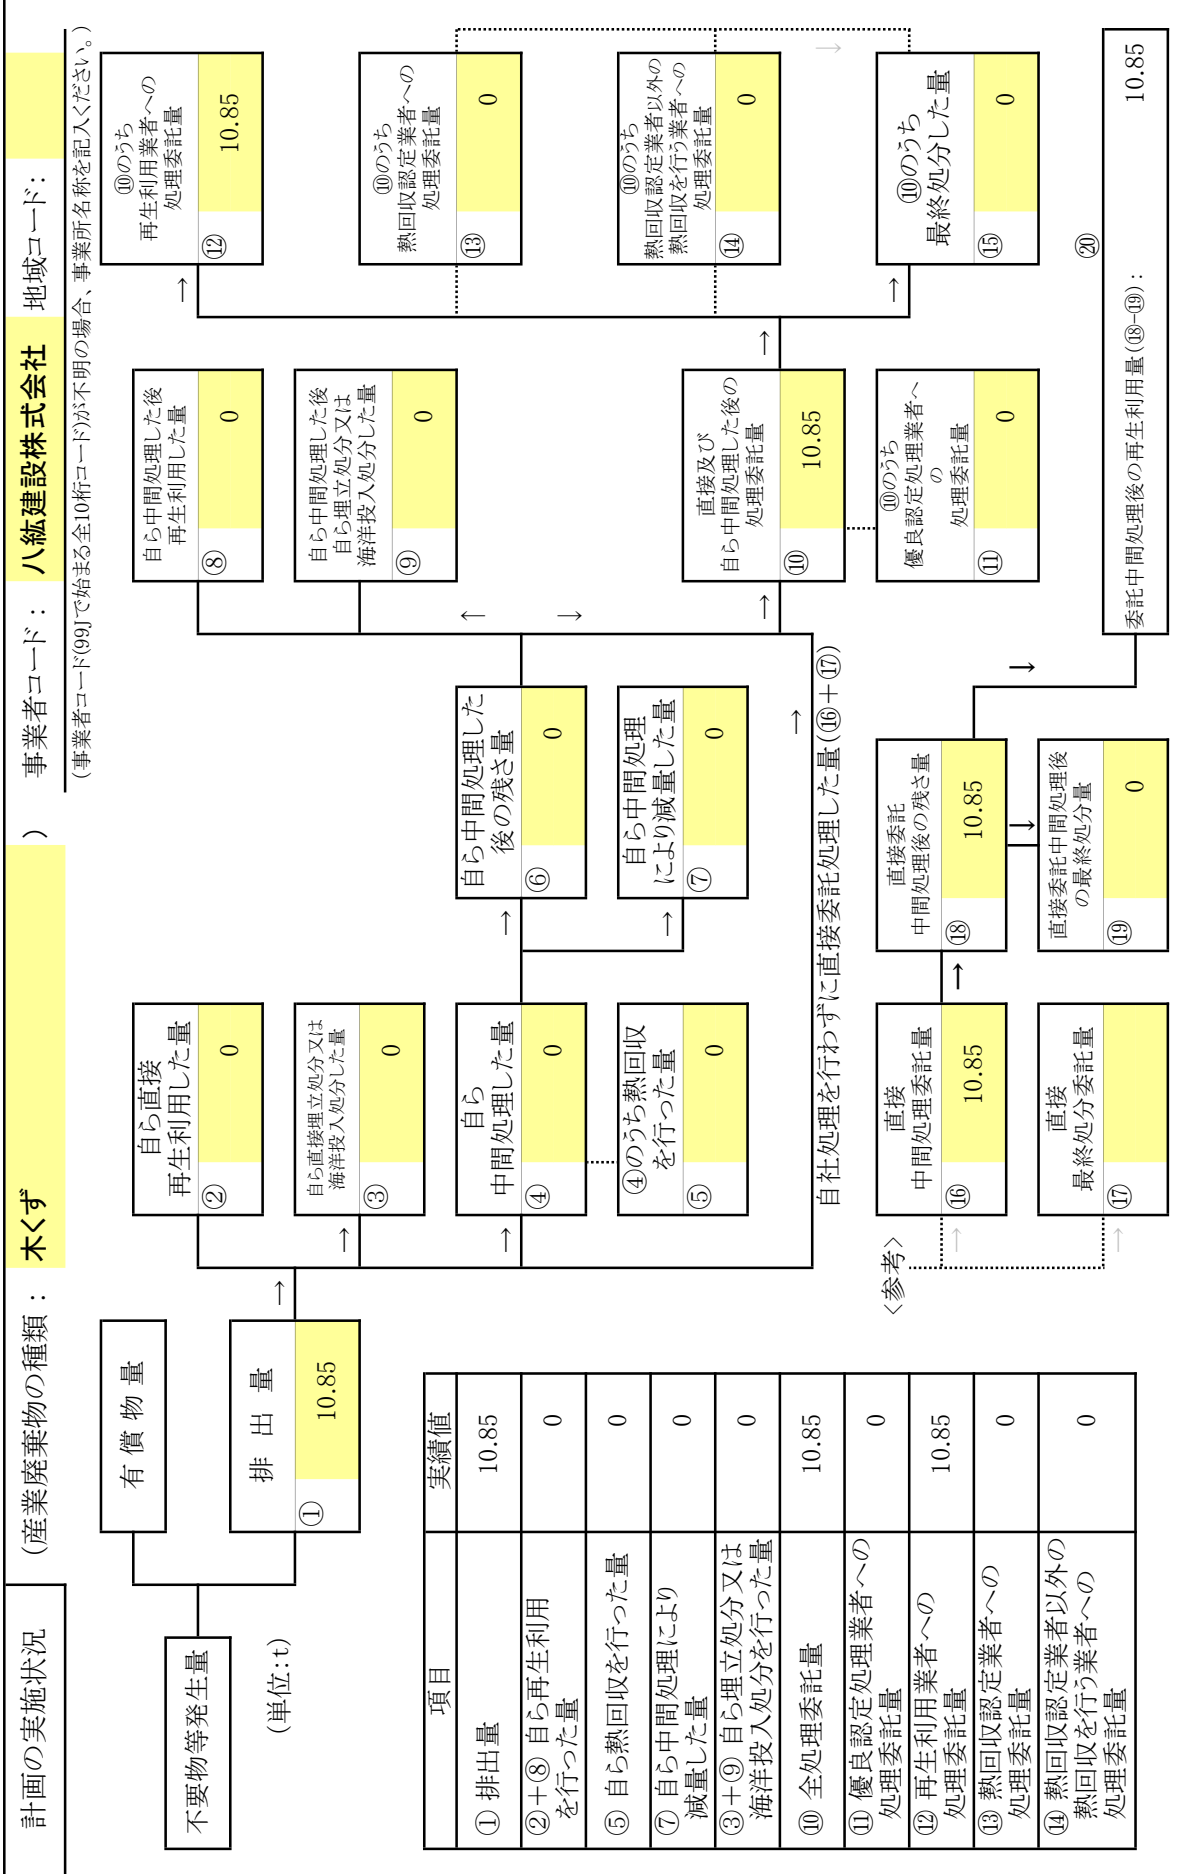 計画の実施状況
(産業廃棄物の種類：
木くず
)
事業者コード：
八紘建設株式会社
地域コード：
(事業者コード(99J)で始まる全10桁コード)が不明の場合、事業所名称を記入ください。)
不要物等発生量
(単位:t)
有 償 物 量
排 出 量
①
10.85
自ら直接
再生利用した量
②
0
自ら直接埋立処分又は
海洋投入処分した量
③
0
自ら
中間処理した量
④
0
④のうち熱回収
を行った量
⑤
0
自ら中間処理した
後の残さ量
⑥
0
自ら中間処理
により減量した量
⑦
0
自ら中間処理した後
再生利用した量
⑧
0
自ら中間処理した後
自ら埋立処分又は
海洋投入処分した量
⑨
0
直接及び
自ら中間処理した後の
処理委託量
⑩
10.85
⑩のうち
優良認定処理業者へ
の
処理委託量
⑪
0
⑩のうち
再生利用業者への
処理委託量
⑫
10.85
⑩のうち
熱回収認定業者への
処理委託量
⑬
0
⑩のうち
熱回収認定業者以外の
熱回収を行う業者への
処理委託量
⑭
0
⑩のうち
最終処分した量
⑮
0
自社処理を行わずに直接委託処理した量(⑯＋⑰)
<参考>
直接
中間処理委託量
⑯
10.85
直接
最終処分委託量
⑰
直接委託
中間処理後の残さ量
⑱
10.85
直接委託中間処理後
の最終処分量
⑲
0
⑳
委託中間処理後の再生利用量(⑱-⑲)：
10.85
項目
実績値
① 排出量
10.85
②＋⑧ 自ら再生利用
を行った量
0
⑤ 自ら熱回収を行った量
0
⑦ 自ら中間処理により
減量した量
0
③＋⑨ 自ら埋立処分又は
海洋投入処分を行った量
0
⑩ 全処理委託量
10.85
⑪ 優良認定処理業者への
処理委託量
0
⑫ 再生利用業者への
処理委託量
10.85
⑬ 熱回収認定業者への
処理委託量
0
⑭ 熱回収認定業者以外の
熱回収を行う業者への
処理委託量
0